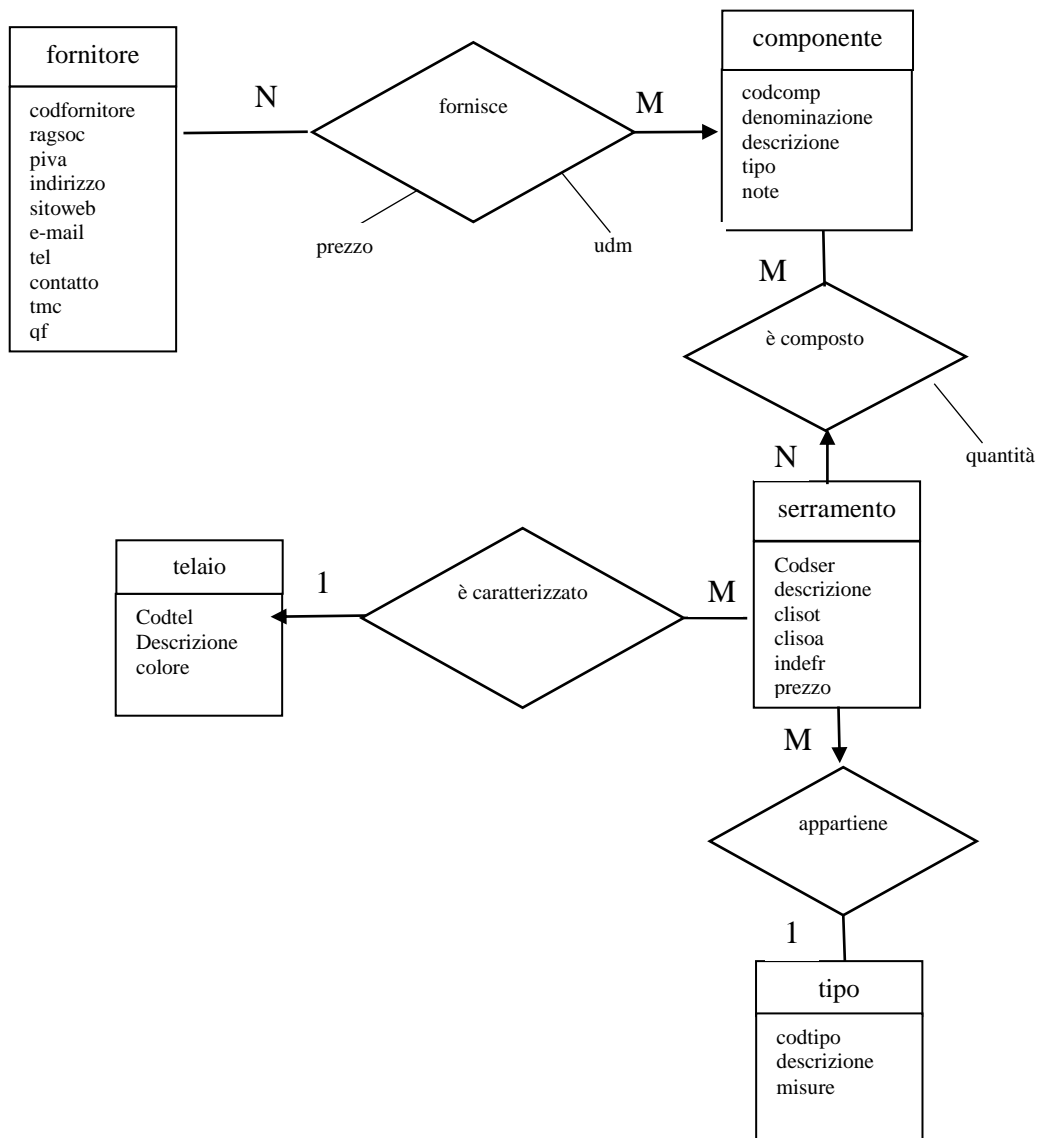 fornitore
codfornitore
ragsoc
piva
indirizzo
sitoweb
e-mail
tel
contatto
tmc
qf
N
fornisce
M
prezzo
udm
componente
codcomp
denominazione
descrizione
tipo
note
M
è composto
quantità
N
serramento
Codser
descrizione
clisot
clisoa
indefr
prezzo
telaio
Codtel
Descrizione
colore
1
è caratterizzato
M
M
appartiene
1
tipo
codtipo
descrizione
misure